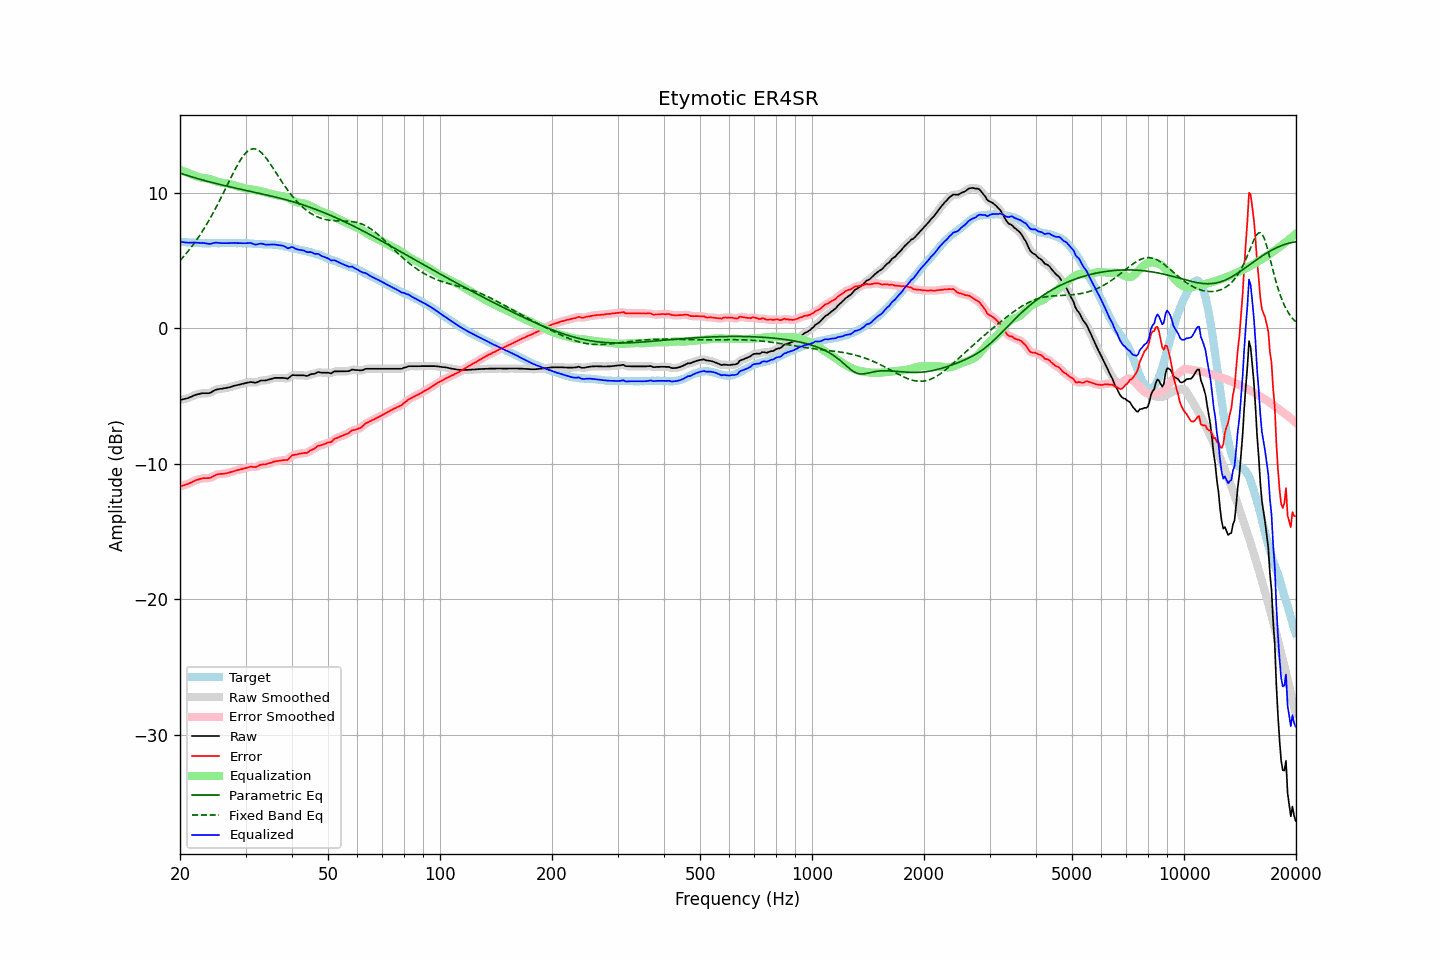 Etymotic ER4SR
Amplitude (dBr)
10
0
−10
−20
−30
Target
Raw Smoothed
Error Smoothed
Raw
Error
Equalization
Parametric Eq
Fixed Band Eq
Equalized
20 50 100 200 500 1000 2000 5000 10000 20000
Frequency (Hz)